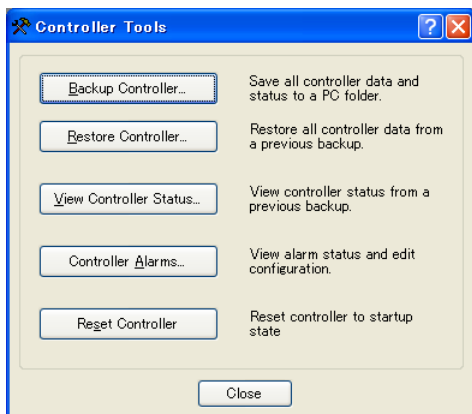 Controller Tools
Backup Controller...
Save all controller data and
status to a PC folder.
Restore Controller...
Restore all controller data from
a previous backup.
View Controller Status...
View controller status from a
previous backup.
Controller Alarms...
View alarm status and edit
configuration.
Reset Controller
Reset controller to startup
state
Close